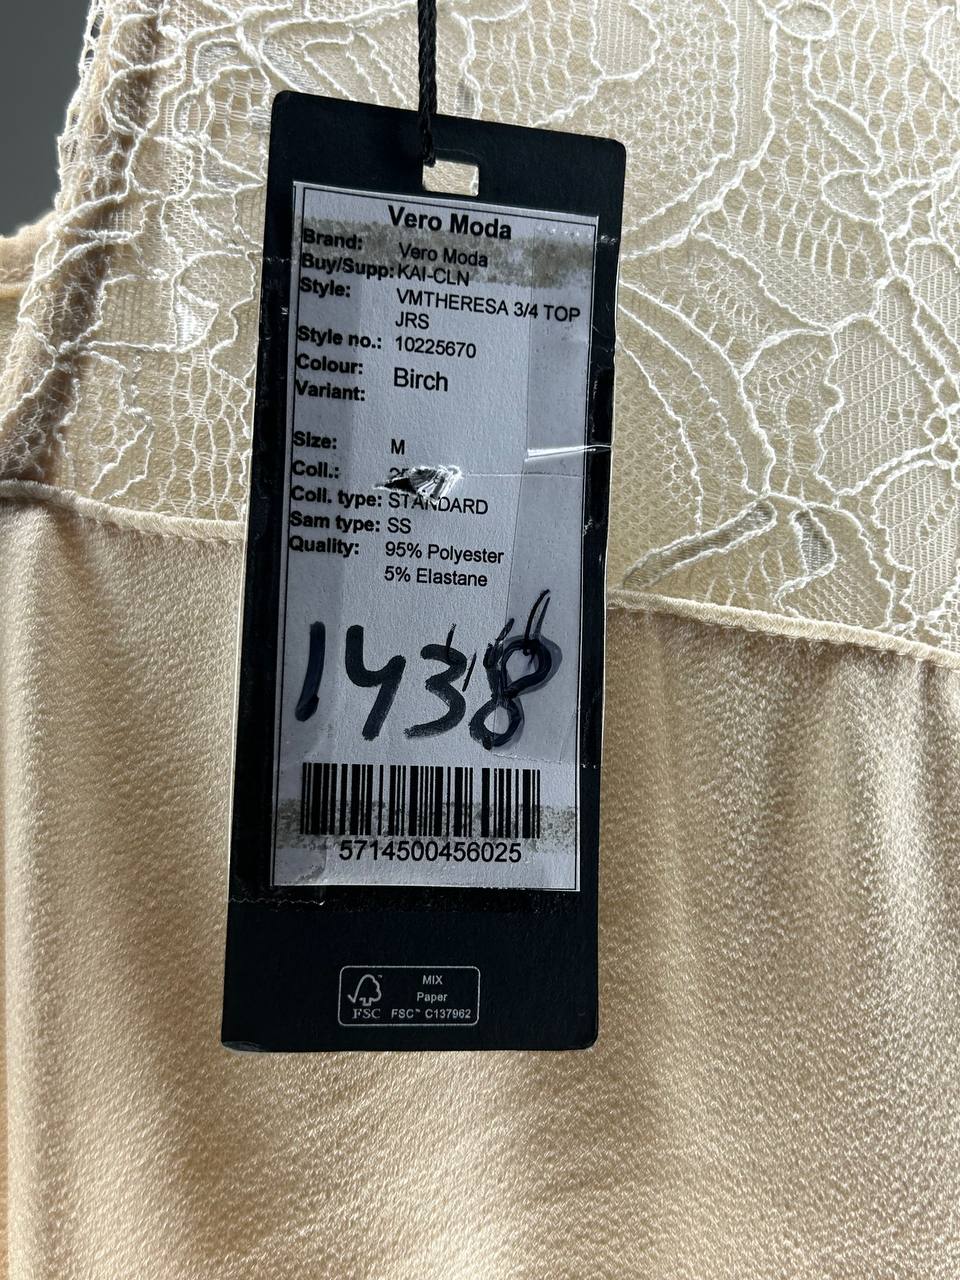 Vero Moda
Brand: Vero Moda
Buy/Supp: KAI-CLN
Style: VMTHERESA 3/4 TOP
JRS
Style no.: 10225670
Colour: Birch
Variant:
Size: M
Coll.:
Coll. type: STANDARD
Sam type: SS
Quality: 95% Polyester
5% Elastane
1438
5714500456025
MIX
Paper
FSC™ C137962
FSC™